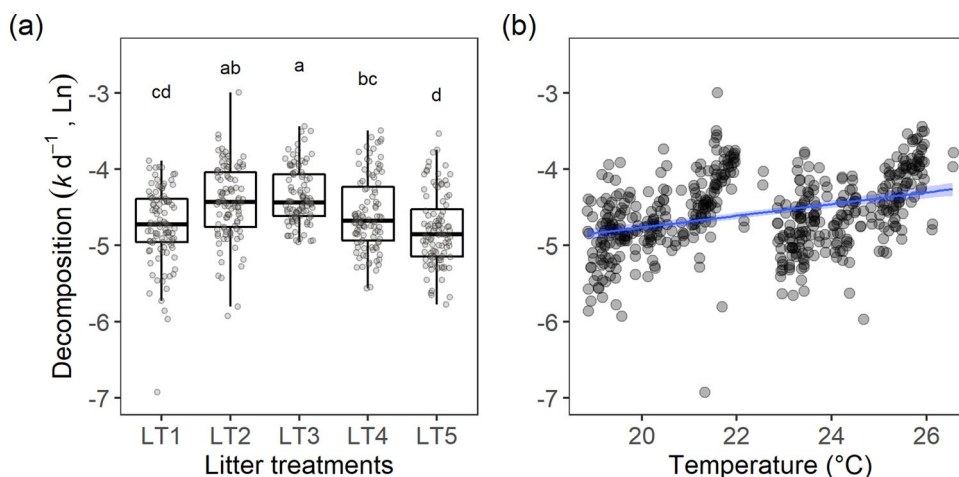 (a)
(b)
Decomposition (k d⁻¹ , Ln)
-3
-4
-5
-6
-7
cd
ab
a
bc
d
LT1 LT2 LT3 LT4 LT5
Litter treatments
-3
-4
-5
-6
-7
20 22 24 26
Temperature (°C)